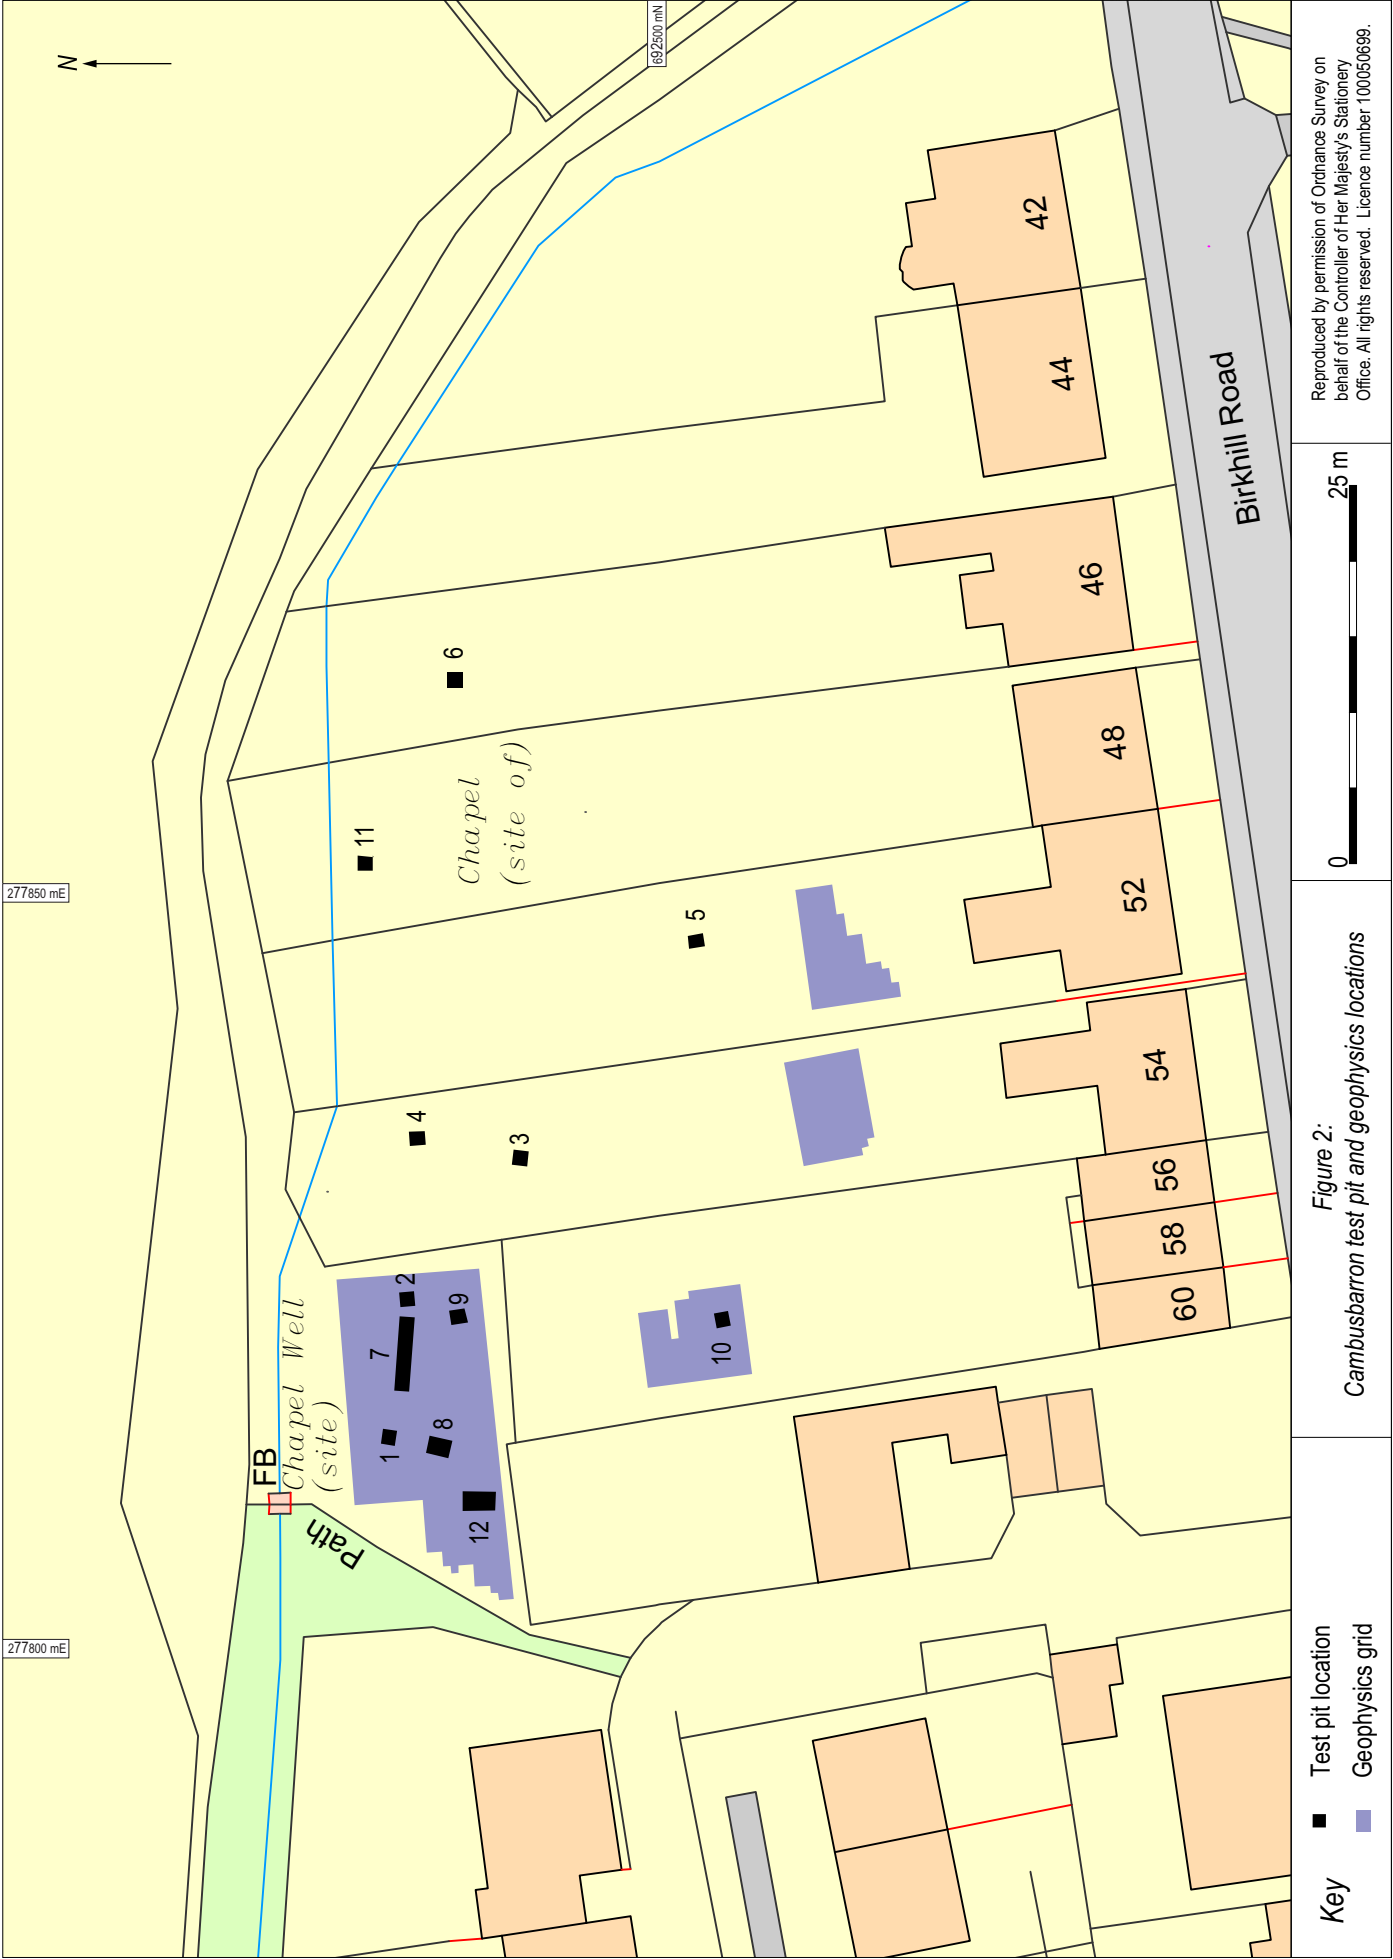 N
692500 mN
277850 mE
277800 mE
6
11
Chapel
(site of)
5
4
3
2
9
7
10
1
8
12
Chapel Well
(site)
FB
Path
42
44
46
48
52
54
56
58
60
Birkhill Road
Key
Test pit location
Geophysics grid
Figure 2:
Cambusbarron test pit and geophysics locations
0
25 m
Reproduced by permission of Ordnance Survey on
behalf of the Controller of Her Majesty's Stationery
Office. All rights reserved. Licence number 100050699.